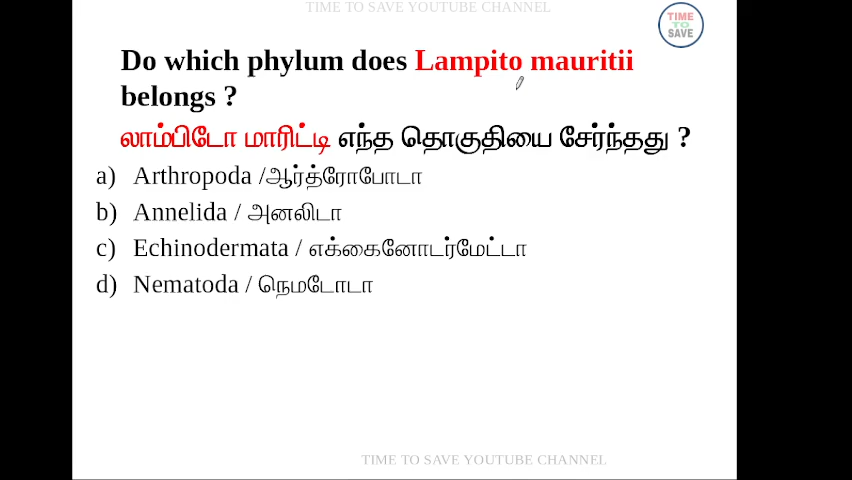 TIME TO SAVE YOUTUBE CHANNEL
TIME
TO
SAVE
Do which phylum does Lampito mauritii
belongs ?
லாம்பிடோ மாரிட்டி எந்த தொகுதியை சேர்ந்தது ?
a) Arthropoda /ஆர்த்ரோபோடா
b) Annelida / அனலிடா
c) Echinodermata / எக்கைனோடர்மேட்டா
d) Nematoda / நெமடோடா
TIME TO SAVE YOUTUBE CHANNEL